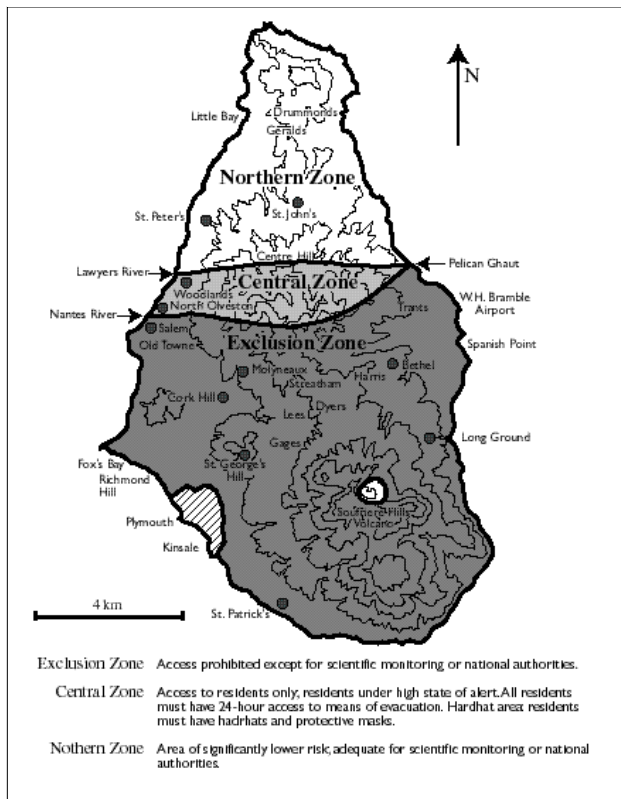 N
Little Bay
Drummonds
Geralds
Northern Zone
St. John's
St. Peter's
Centre Hill
Lawyers River
Pelican Ghaut
Woodlands
Central Zone
North Olveston
Trants
W.H. Bramble
Airport
Nantes River
Salem
Old Towne
Exclusion Zone
Spanish Point
Molyneaux
Streatham
Harris
Bethel
Cork Hill
Dyers
Lees
Gages
Long Ground
Fox's Bay
St. George's
Hill
Richmond
Hill
Soufriere Hills
Volcano
Plymouth
Kinsale
St. Patrick's
4 km
Exclusion Zone Access prohibited except for scientific monitoring or national authorities.
Central Zone Access to residents only, residents under high state of alert. All residents
must have 24-hour access to means of evacuation. Hardhat area: residents
must have hadrhats and protective masks.
Nothern Zone Area of significantly lower risk, adequate for scientific monitoring or national
authorities.